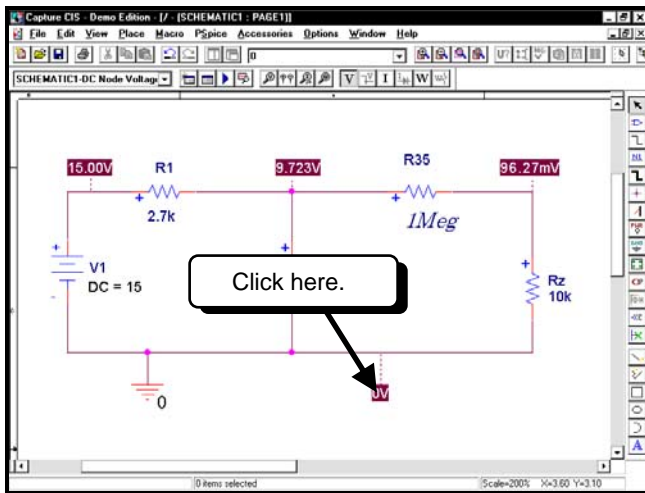 Capture CIS - Demo Edition - [/ - (SCHEMATIC1 : PAGE1)]
File Edit View Place Macro PSpice Accessories Options Window Help
0
U?
SCHEMATIC1-DC Node Voltag
V I W
15.00V
R1
9.723V
R35
96.27mV
2.7k
1Meg
V1
DC = 15
Click here.
Rz
10k
0
0V
0 items selected
Scale=200% X=3.60 Y=3.10